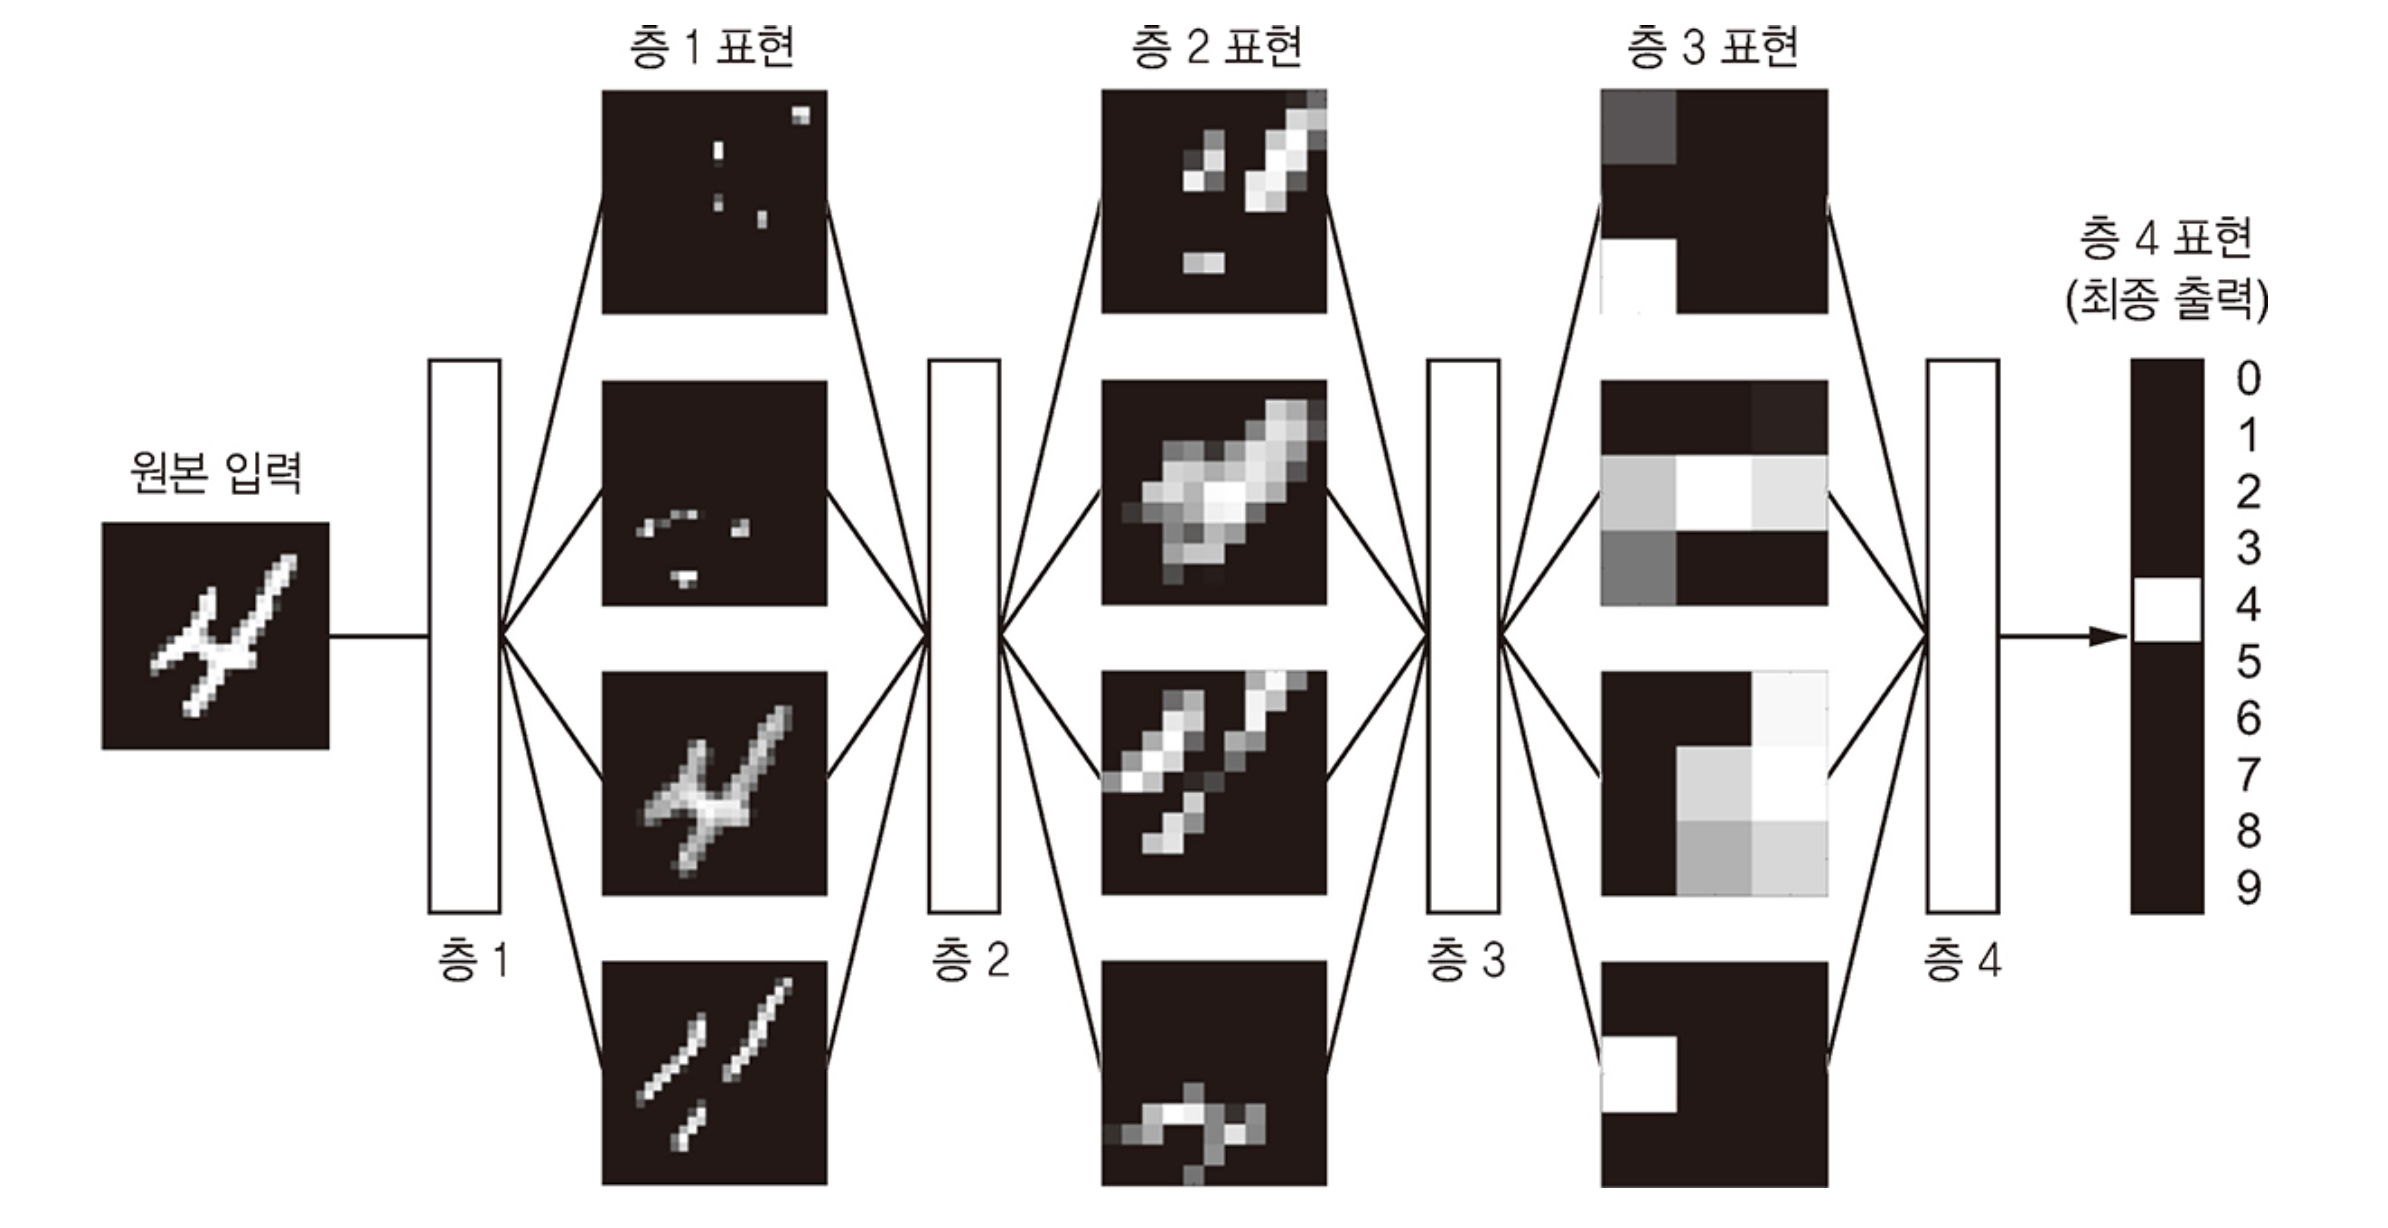 층 1 표현
층 2 표현
층 3 표현
층 4 표현
(최종 출력)
원본 입력
0
1
2
3
4
5
6
7
8
9
층 1
층 2
층 3
층 4